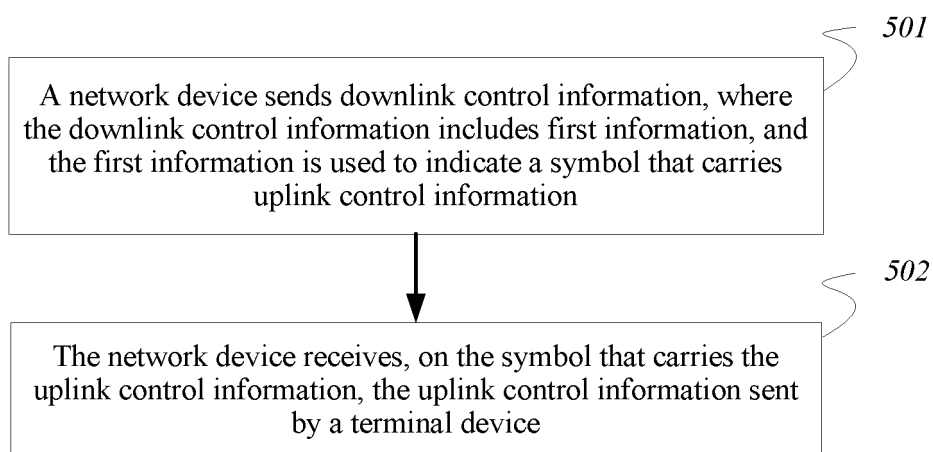 501
A network device sends downlink control information, where
the downlink control information includes first information, and
the first information is used to indicate a symbol that carries
uplink control information
502
The network device receives, on the symbol that carries the
uplink control information, the uplink control information sent
by a terminal device